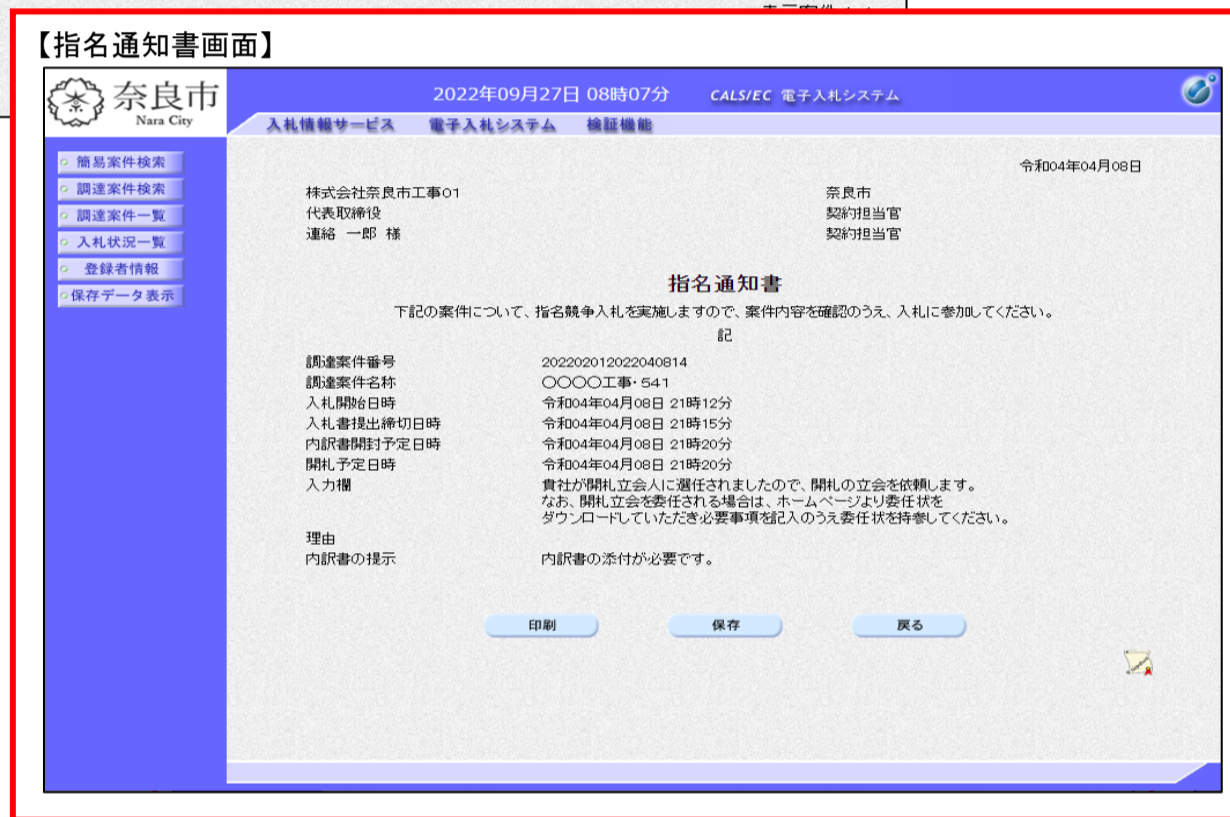 【指名通知書画面】
奈良市
Nara City
2022年09月27日 08時07分 CALS/EC 電子入札システム
入札情報サービス 電子入札システム 検証機能
簡易案件検索
調達案件検索
調達案件一覧
入札状況一覧
登録者情報
保存データ表示
令和04年04月08日
株式会社奈良市工事01 奈良市
代表取締役 契約担当官
連絡 一郎 様 契約担当官
指名通知書
下記の案件について、指名競争入札を実施しますので、案件内容を確認のうえ、入札に参加してください。
記
調達案件番号 202202012022040814
調達案件名称 〇〇〇〇工事・541
入札開始日時 令和04年04月08日 21時12分
入札書提出締切日時 令和04年04月08日 21時15分
内訳書開封予定日時 令和04年04月08日 21時20分
開札予定日時 令和04年04月08日 21時20分
入力欄 貴社が開札立会人に選任されましたので、開札の立会を依頼します。
なお、開札立会を委任される場合は、ホームページより委任状を
ダウンロードしていただき必要事項を記入のうえ委任状を持参してください。
理由
内訳書の提示 内訳書の添付が必要です。
印刷 保存 戻る